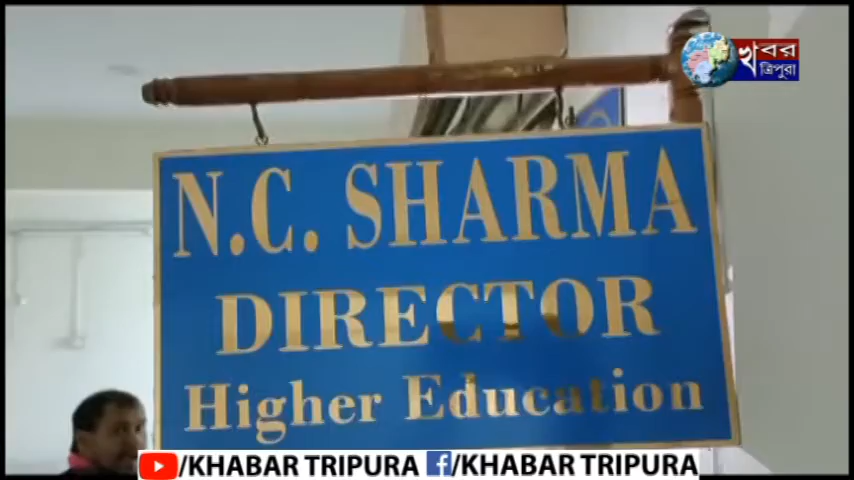 খবর
ত্রিপুরা
N.C. SHARMA
DIRECTOR
Higher Education
/KHABAR TRIPURA f/KHABAR TRIPURA